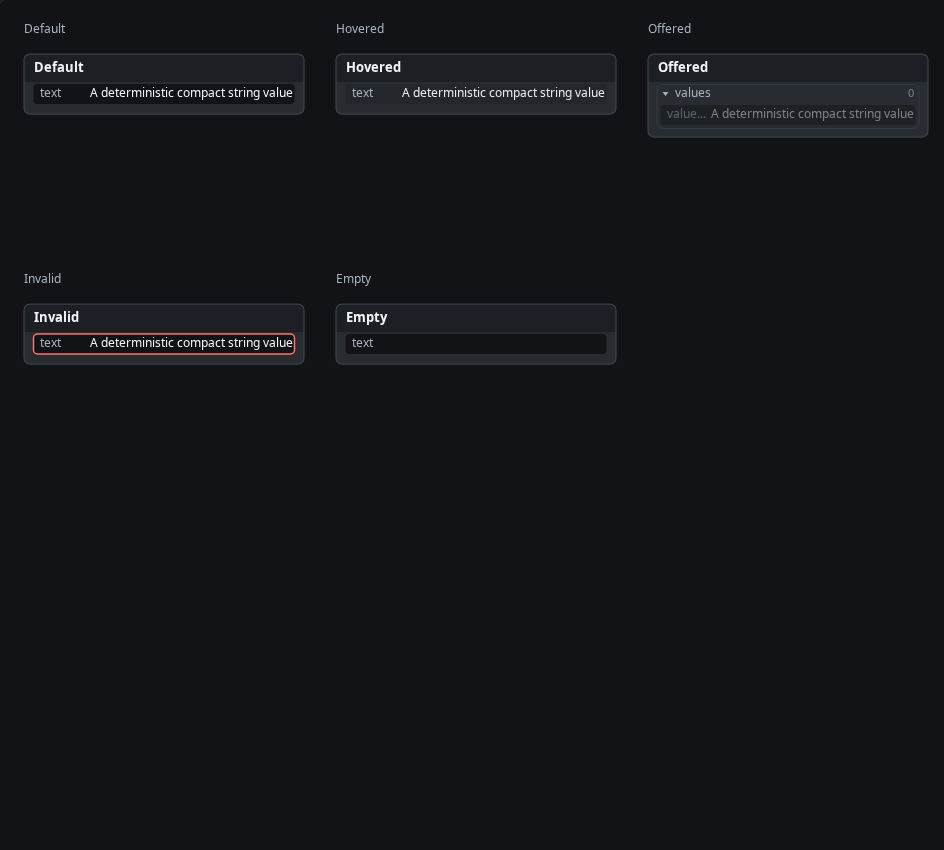 Default
Hovered
Offered
Default
Hovered
Offered
text A deterministic compact string value
text A deterministic compact string value
values 0
value... A deterministic compact string value
Invalid
Empty
Invalid
Empty
text A deterministic compact string value
text